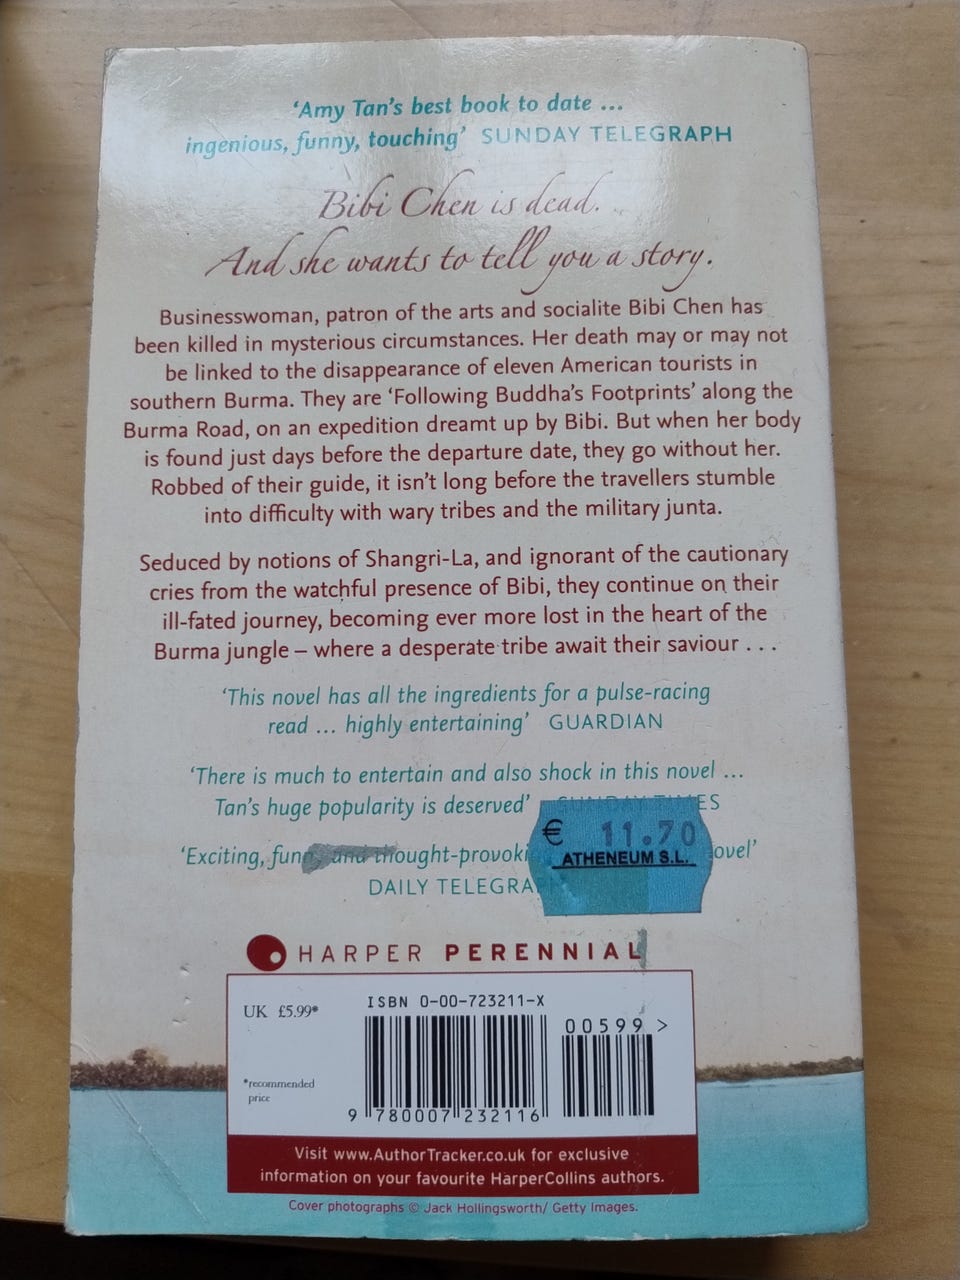 ‘Amy Tan’s best book to date ...
ingenious, funny, touching’ SUNDAY TELEGRAPH
Bibi Chen is dead.
And she wants to tell you a story.
Businesswoman, patron of the arts and socialite Bibi Chen has
been killed in mysterious circumstances. Her death may or may not
be linked to the disappearance of eleven American tourists in
southern Burma. They are ‘Following Buddha’s Footprints’ along the
Burma Road, on an expedition dreamt up by Bibi. But when her body
is found just days before the departure date, they go without her.
Robbed of their guide, it isn’t long before the travellers stumble
into difficulty with wary tribes and the military junta.
Seduced by notions of Shangri-La, and ignorant of the cautionary
cries from the watchful presence of Bibi, they continue on their
ill-fated journey, becoming ever more lost in the heart of the
Burma jungle – where a desperate tribe await their saviour ...
‘This novel has all the ingredients for a pulse-racing
read ... highly entertaining’ GUARDIAN
‘There is much to entertain and also shock in this novel ...
Tan’s huge popularity is deserved’ SUNDAY TIMES
€ 11.70
ATHENEUM S.L.
‘Exciting, funny and thought-provoki ovel’
DAILY TELEGRA
HARPER PERENNIAL
UK £5.99*
*recommended
price
ISBN 0-00-723211-X
00599 >
9 780007 232116
Visit www.AuthorTracker.co.uk for exclusive
information on your favourite HarperCollins authors.
Cover photographs © Jack Hollingsworth/ Getty Images.